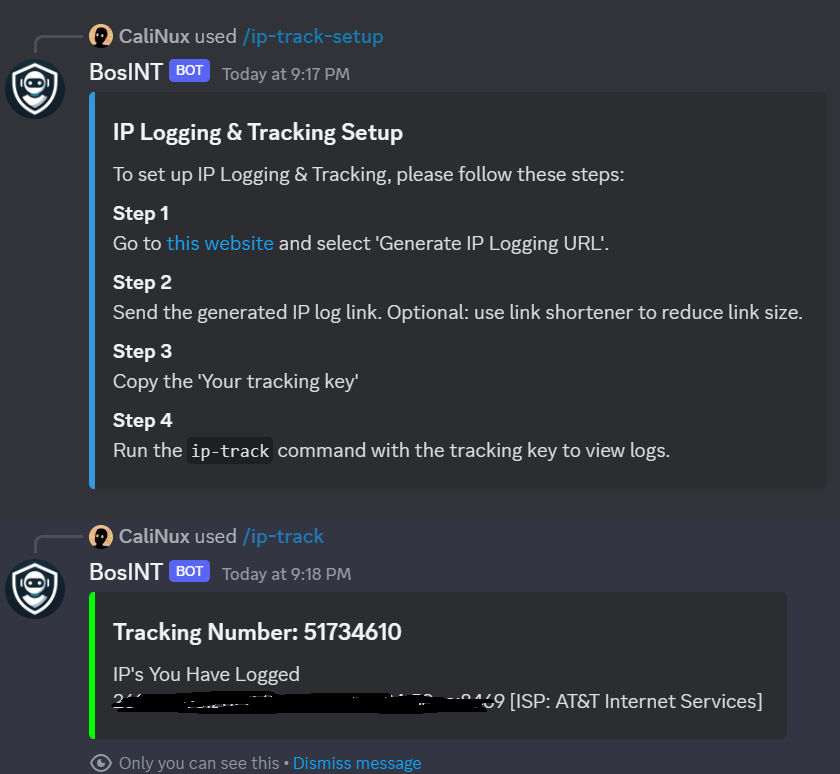 CaliNux used /ip-track-setup
BosINT BOT Today at 9:17 PM
IP Logging & Tracking Setup
To set up IP Logging & Tracking, please follow these steps:
Step 1
Go to this website and select 'Generate IP Logging URL'.
Step 2
Send the generated IP log link. Optional: use link shortener to reduce link size.
Step 3
Copy the 'Your tracking key'
Step 4
Run the ip-track command with the tracking key to view logs.
CaliNux used /ip-track
BosINT BOT Today at 9:18 PM
Tracking Number: 51734610
IP's You Have Logged
[ISP: AT&T Internet Services]
Only you can see this • Dismiss message